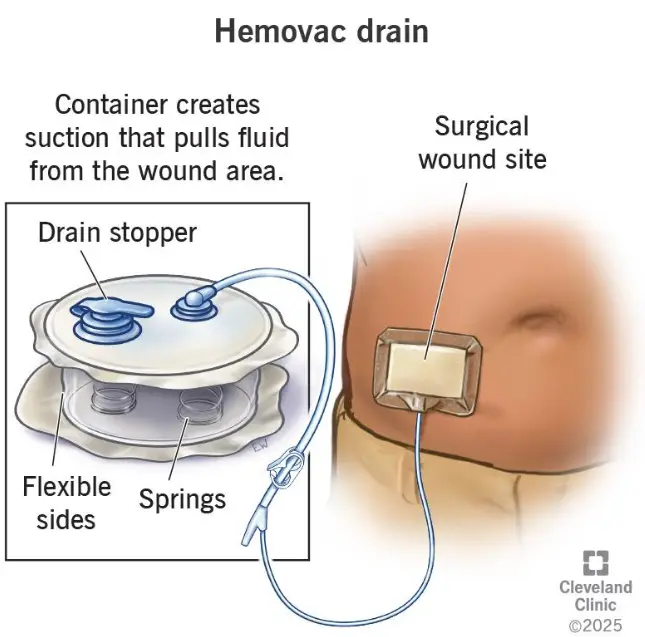 Hemovac drain
Container creates
suction that pulls fluid
from the wound area.
Surgical
wound site
Drain stopper
Flexible
sides
Springs
EW
Cleveland
Clinic
©2025